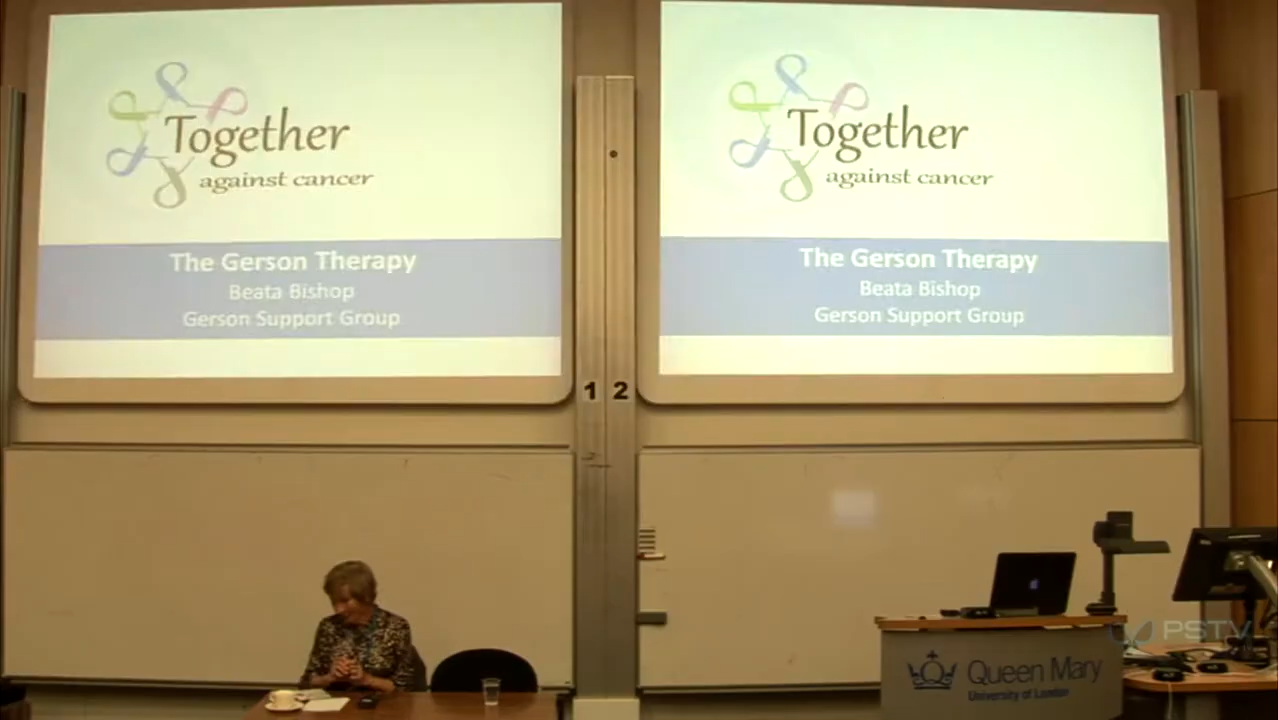 Together
against cancer
The Gerson Therapy
Beata Bishop
Gerson Support Group
Together
against cancer
The Gerson Therapy
Beata Bishop
Gerson Support Group
1 2
Queen Mary
University of London
PSTV